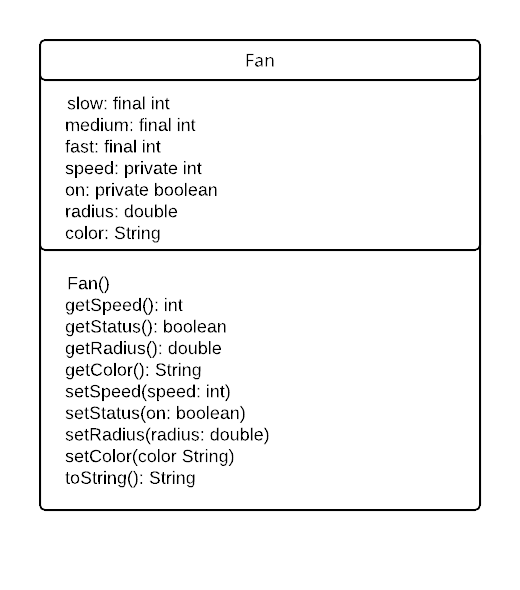 Fan
slow: final int
medium: final int
fast: final int
speed: private int
on: private boolean
radius: double
color: String
Fan()
getSpeed(): int
getStatus(): boolean
getRadius(): double
getColor(): String
setSpeed(speed: int)
setStatus(on: boolean)
setRadius(radius: double)
setColor(color String)
toString(): String